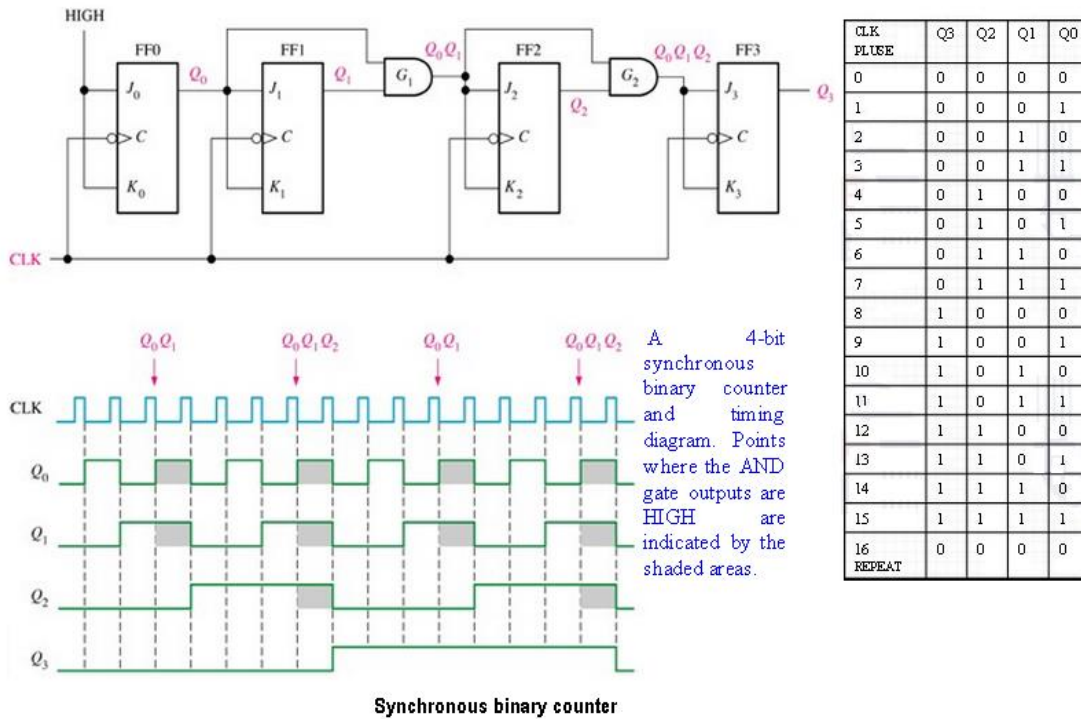 HIGH
FF0
FF1
FF2
FF3
Q0
Q1
Q0Q1
Q2
Q0Q1Q2
Q3
J0
J1
G1
J2
G2
J3
C
C
C
C
K0
K1
K2
K3
CLK
Q0Q1
Q0Q1Q2
Q0Q1
Q0Q1Q2
CLK
Q0
Q1
Q2
Q3
A 4-bit
synchronous
binary counter
and timing
diagram. Points
where the AND
gate outputs are
HIGH are
indicated by the
shaded areas.
Synchronous binary counter
CLK PLUSE Q3 Q2 Q1 Q0
0 0 0 0 0
1 0 0 0 1
2 0 0 1 0
3 0 0 1 1
4 0 1 0 0
5 0 1 0 1
6 0 1 1 0
7 0 1 1 1
8 1 0 0 0
9 1 0 0 1
10 1 0 1 0
11 1 0 1 1
12 1 1 0 0
13 1 1 0 1
14 1 1 1 0
15 1 1 1 1
16 REPEAT 0 0 0 0